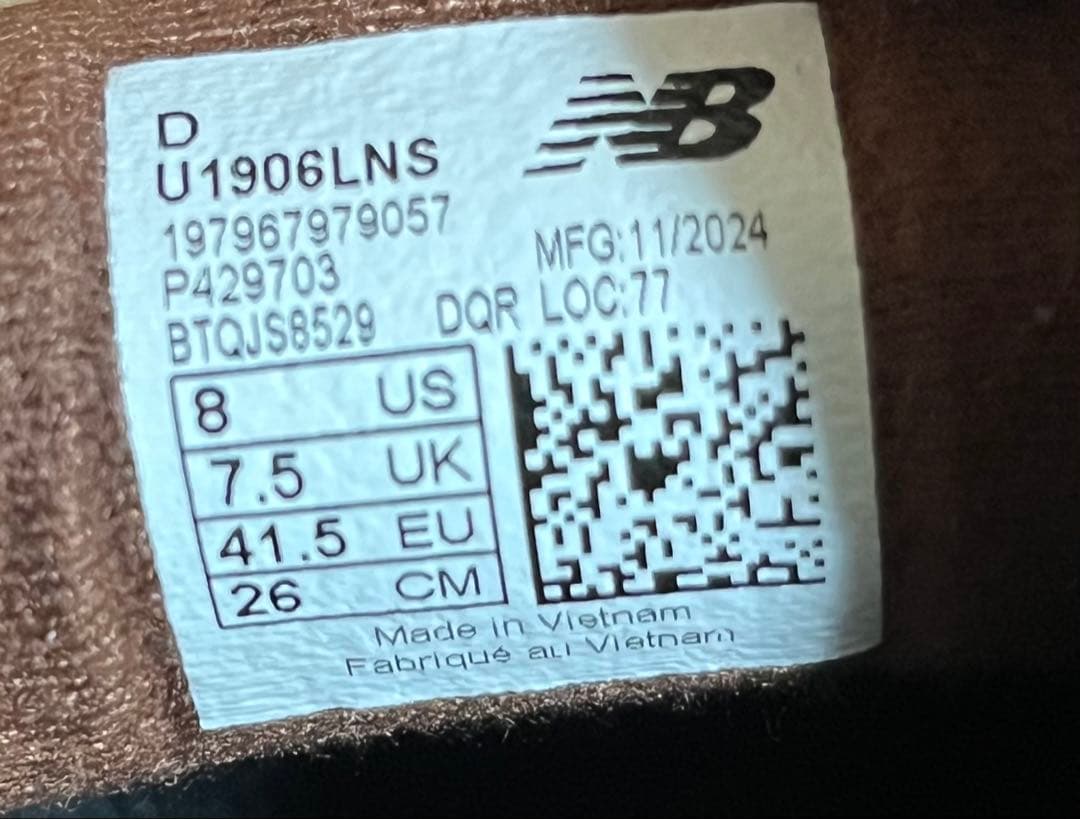 NB
D
U1906LNS
197967979057
P429703
MFG:11/2024
BTQJS8529 DQR LOC:77
8 US
7.5 UK
41.5 EU
26 CM
Made in Vietnam
Fabriqué au Vietnam